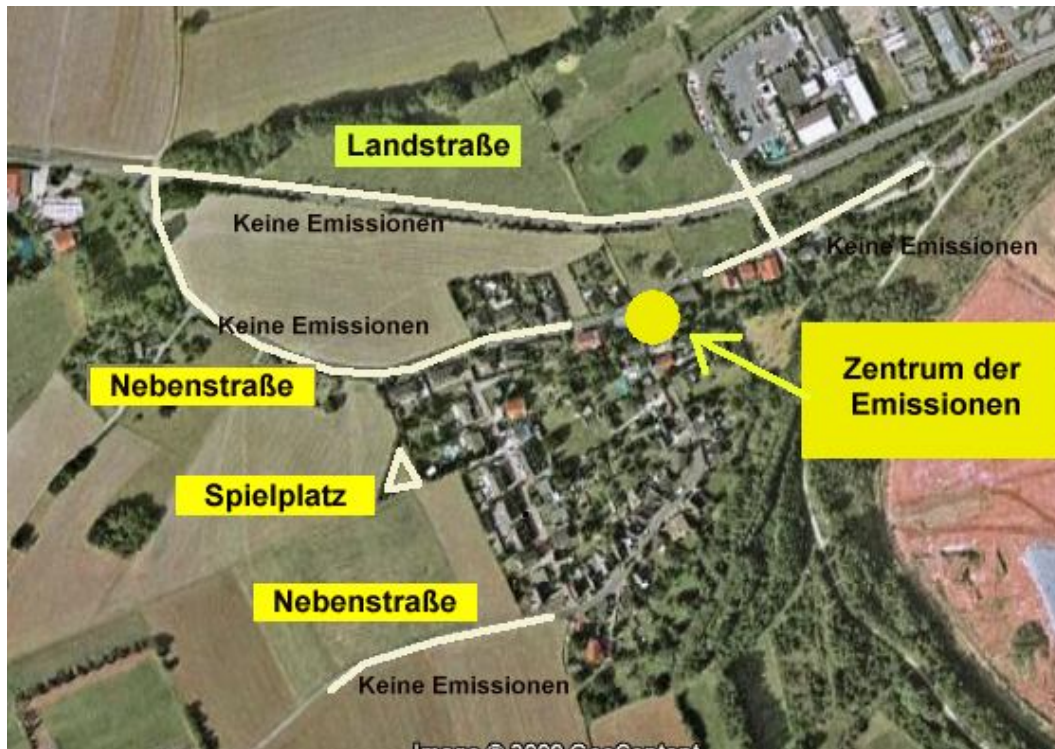 Landstraße
Keine Emissionen
Keine Emissionen
Keine Emissionen
Nebenstraße
Zentrum der
Emissionen
Spielplatz
Nebenstraße
Keine Emissionen